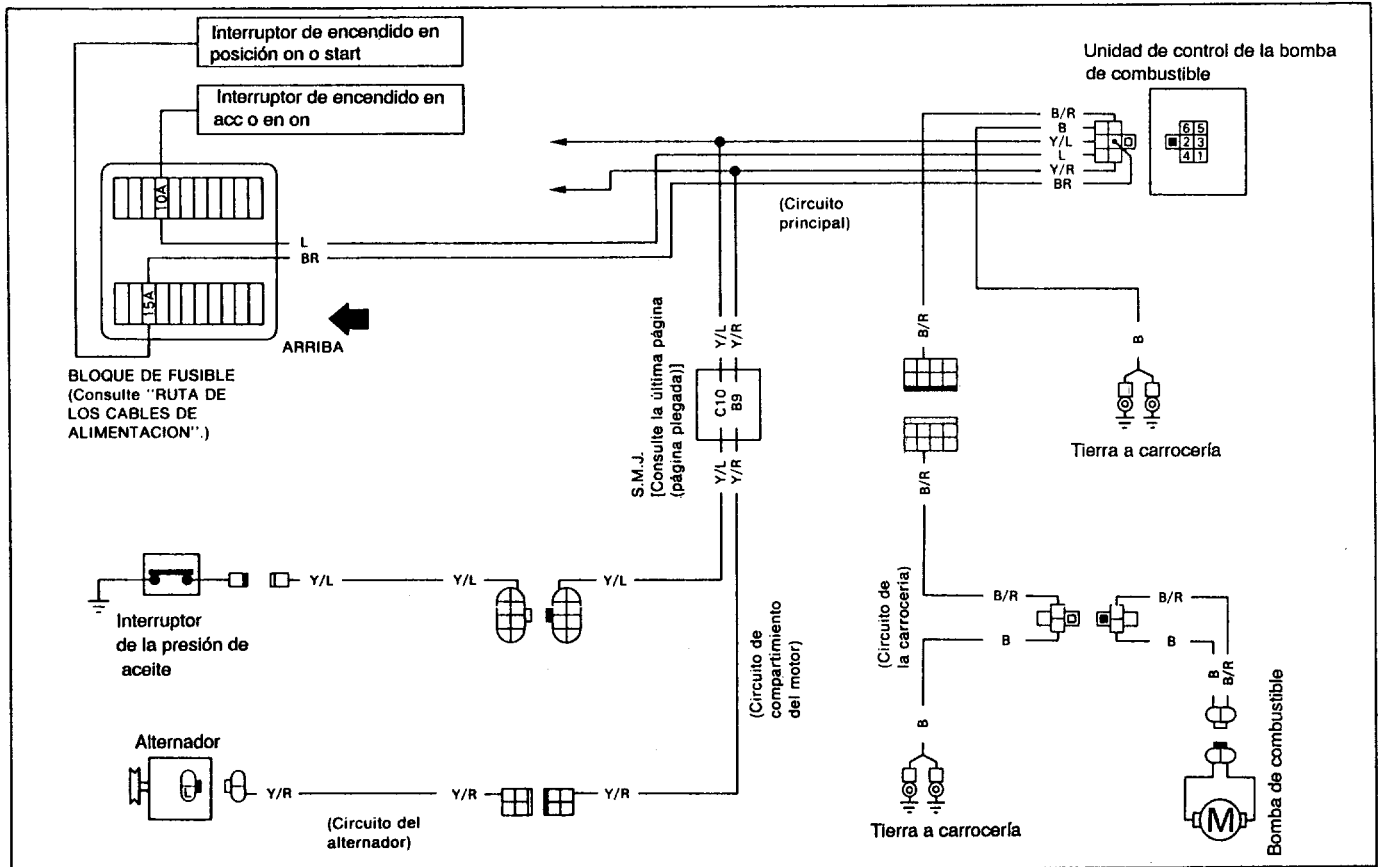 Interruptor de encendido en
posición on o start
Interruptor de encendido en
acc o en on
10A
15A
L
BR
ARRIBA
BLOQUE DE FUSIBLE
(Consulte "RUTA DE
LOS CABLES DE
ALIMENTACION".)
Unidad de control de la bomba
de combustible
B/R
B
Y/L
L
Y/R
BR
6 5
2 3
4 1
(Circuito
principal)
Y/L
Y/R
C10
B9
Y/L
Y/R
S.M.J.
[Consulte la última página
(página plegada)]
B/R
B/R
B
Tierra a carrocería
Interruptor
de la presión de
aceite
Y/L
Y/L
Y/L
(Circuito de
compartimiento
del motor)
Alternador
L
Y/R
Y/R
Y/R
(Circuito del
alternador)
(Circuito de
la carrocería)
B/R
B
B/R
B
B
B/R
B
Tierra a carrocería
M
Bomba de combustible